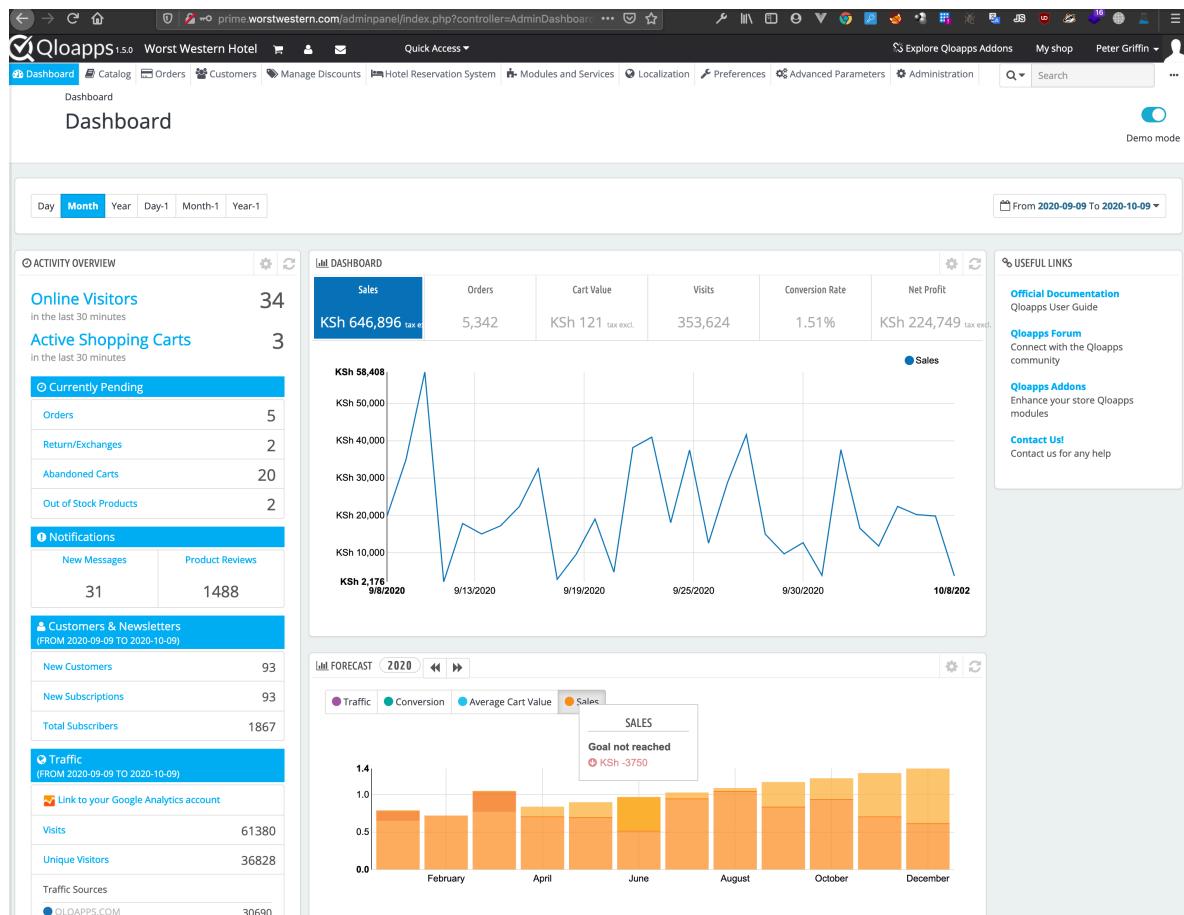 prime.worstwestern.com/adminpanel/index.php?controller=AdminDashboar
16
JS
Qloapps 1.5.0 Worst Western Hotel Quick Access Explore Qloapps Addons My shop Peter Griffin
Dashboard Catalog Orders Customers Manage Discounts Hotel Reservation System Modules and Services Localization Preferences Advanced Parameters Administration Search
Dashboard
Dashboard
Demo mode
Day Month Year Day-1 Month-1 Year-1 From 2020-09-09 To 2020-10-09
ACTIVITY OVERVIEW
Online Visitors 34
in the last 30 minutes
Active Shopping Carts 3
in the last 30 minutes
Currently Pending
Orders 5
Return/Exchanges 2
Abandoned Carts 20
Out of Stock Products 2
Notifications
New Messages Product Reviews
31 1488
Customers & Newsletters
(FROM 2020-09-09 TO 2020-10-09)
New Customers 93
New Subscriptions 93
Total Subscribers 1867
Traffic
(FROM 2020-09-09 TO 2020-10-09)
Link to your Google Analytics account
Visits 61380
Unique Visitors 36828
Traffic Sources
QLOAPPS.COM 30690
DASHBOARD
Sales Orders Cart Value Visits Conversion Rate Net Profit
KSh 646,896 tax ex 5,342 KSh 121 tax excl. 353,624 1.51% KSh 224,749 tax excl.
Sales
KSh 58,408
KSh 50,000
KSh 40,000
KSh 30,000
KSh 20,000
KSh 10,000
KSh 2,176
9/8/2020 9/13/2020 9/19/2020 9/25/2020 9/30/2020 10/8/202
FORECAST 2020
Traffic Conversion Average Cart Value Sales
SALES
Goal not reached
KSh -3750
1.4
1.0
0.5
0.0
February April June August October December
USEFUL LINKS
Official Documentation
Qloapps User Guide
Qloapps Forum
Connect with the Qloapps
community
Qloapps Addons
Enhance your store Qloapps
modules
Contact Us!
Contact us for any help